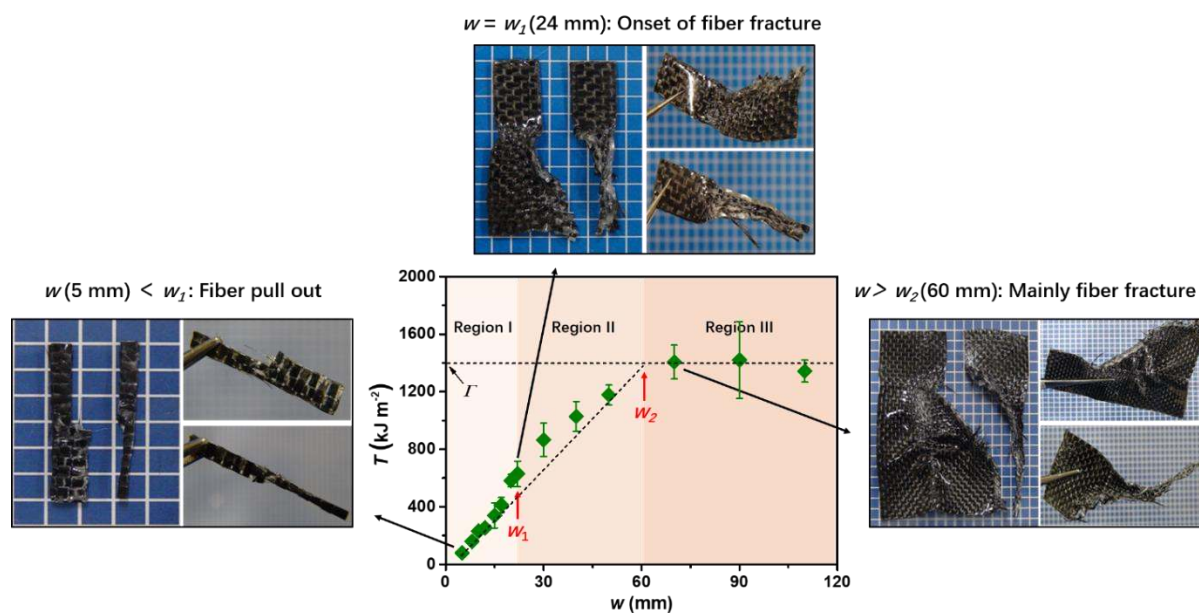 w = w₁ (24 mm): Onset of fiber fracture
w (5 mm) < w₁: Fiber pull out
w > w₂ (60 mm): Mainly fiber fracture
2000
1600
1200
800
400
0
T (kJ m⁻²)
Region I
Region II
Region III
Γ
w₁
w₂
0
30
60
90
120
w (mm)